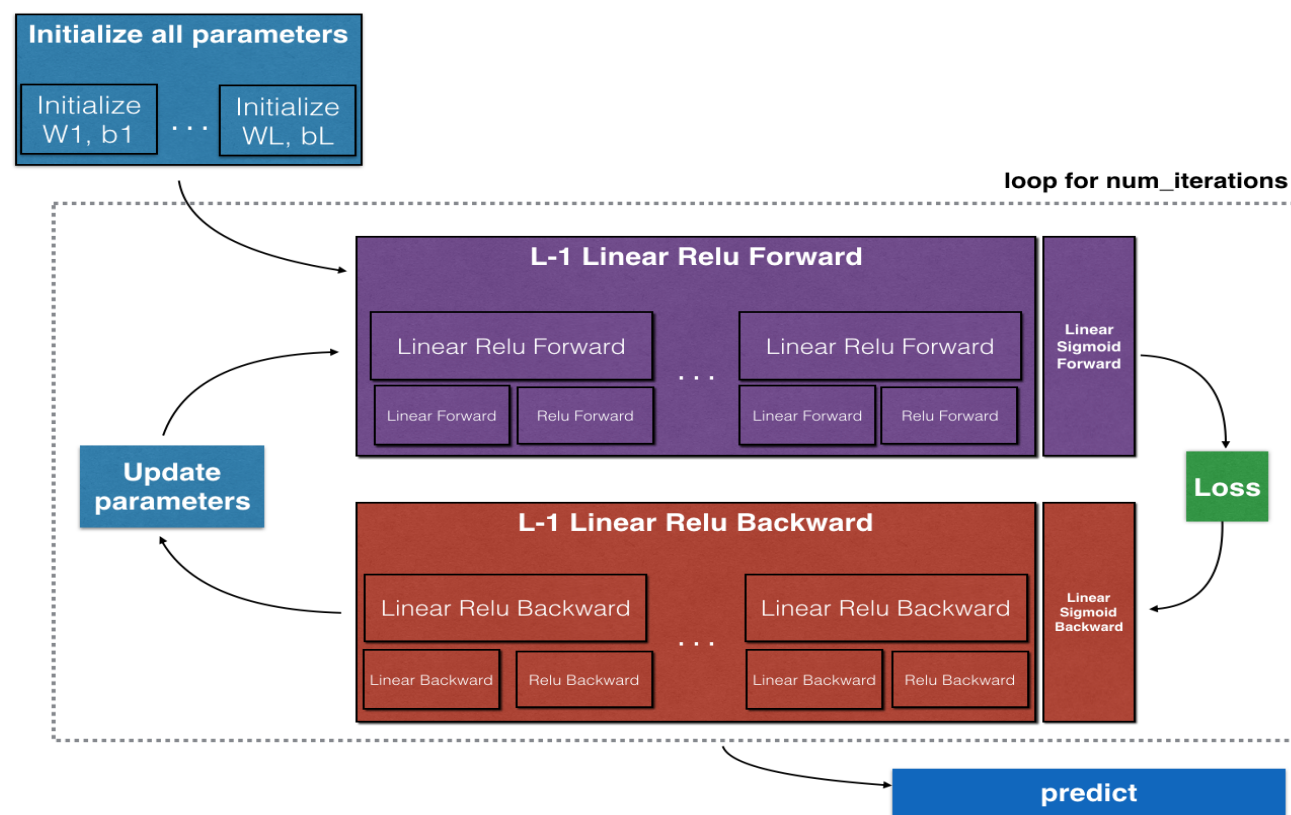 Initialize all parameters
Initialize
W1, b1
. . .
Initialize
WL, bL
loop for num_iterations
L-1 Linear Relu Forward
Linear Relu Forward
Linear Forward
Relu Forward
. . .
Linear Relu Forward
Linear Forward
Relu Forward
Linear
Sigmoid
Forward
Update
parameters
Loss
L-1 Linear Relu Backward
Linear Relu Backward
Linear Backward
Relu Backward
. . .
Linear Relu Backward
Linear Backward
Relu Backward
Linear
Sigmoid
Backward
predict